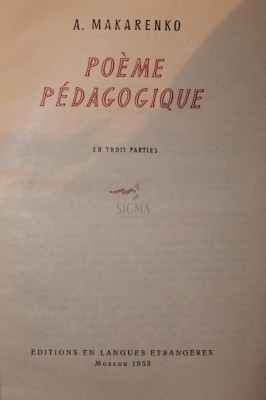 A. MAKARENKO
POÈME
PÉDAGOGIQUE
EN TROIS PARTIES
SIGMA
EDITIONS EN LANGUES ETRANGERES
Moscou 1953